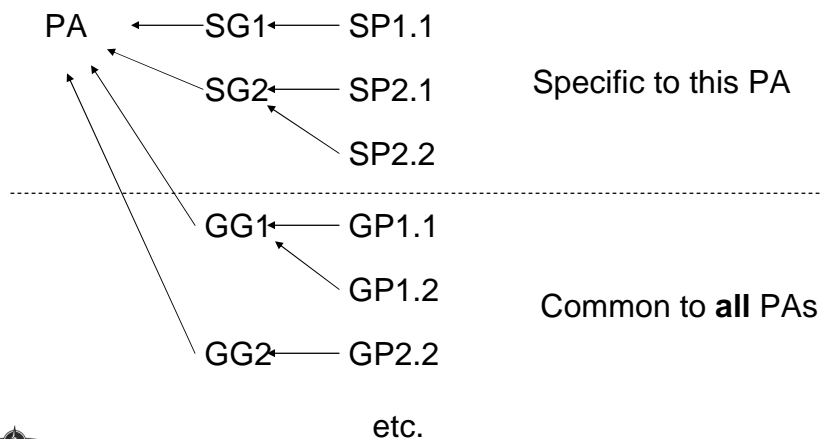 PA SG1 SP1.1
SG2 SP2.1 Specific to this PA
SP2.2
GG1 GP1.1
GP1.2
Common to all PAs
GG2 GP2.2
etc.